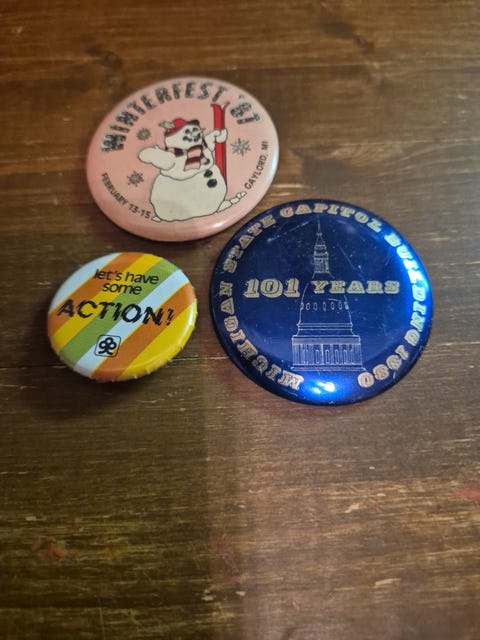 WINTERFEST '87
FEBRUARY 13-15
GAYLORD, MI
let's have
some
ACTION!
MICHIGAN STATE CAPITOL BUILDING 1980
101 YEARS